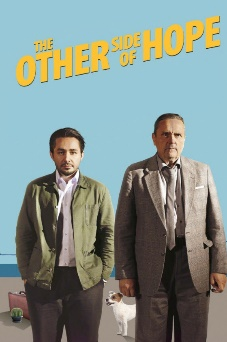 THE
OTHER SIDE OF
HOPE